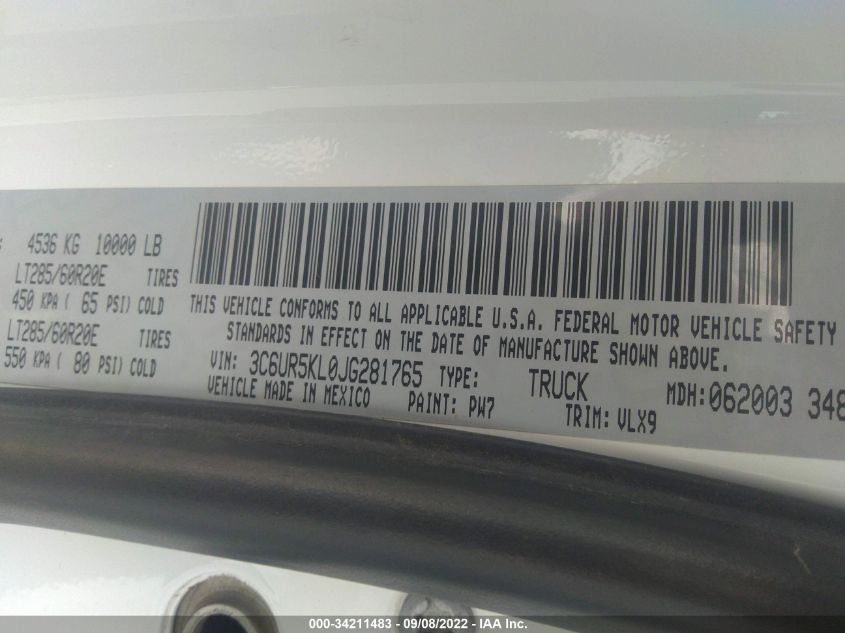 4536 KG 10000 LB
LT285/60R20E TIRES
450 KPA ( 65 PSI) COLD
LT285/60R20E TIRES
550 KPA ( 80 PSI) COLD
THIS VEHICLE CONFORMS TO ALL APPLICABLE U.S.A. FEDERAL MOTOR VEHICLE SAFETY
STANDARDS IN EFFECT ON THE DATE OF MANUFACTURE SHOWN ABOVE.
VIN: 3C6UR5KL0JG281765 TYPE: TRUCK MDH:062003 348
VEHICLE MADE IN MEXICO PAINT: PW7 TRIM: VLX9
000-34211483 - 09/08/2022 - IAA Inc.